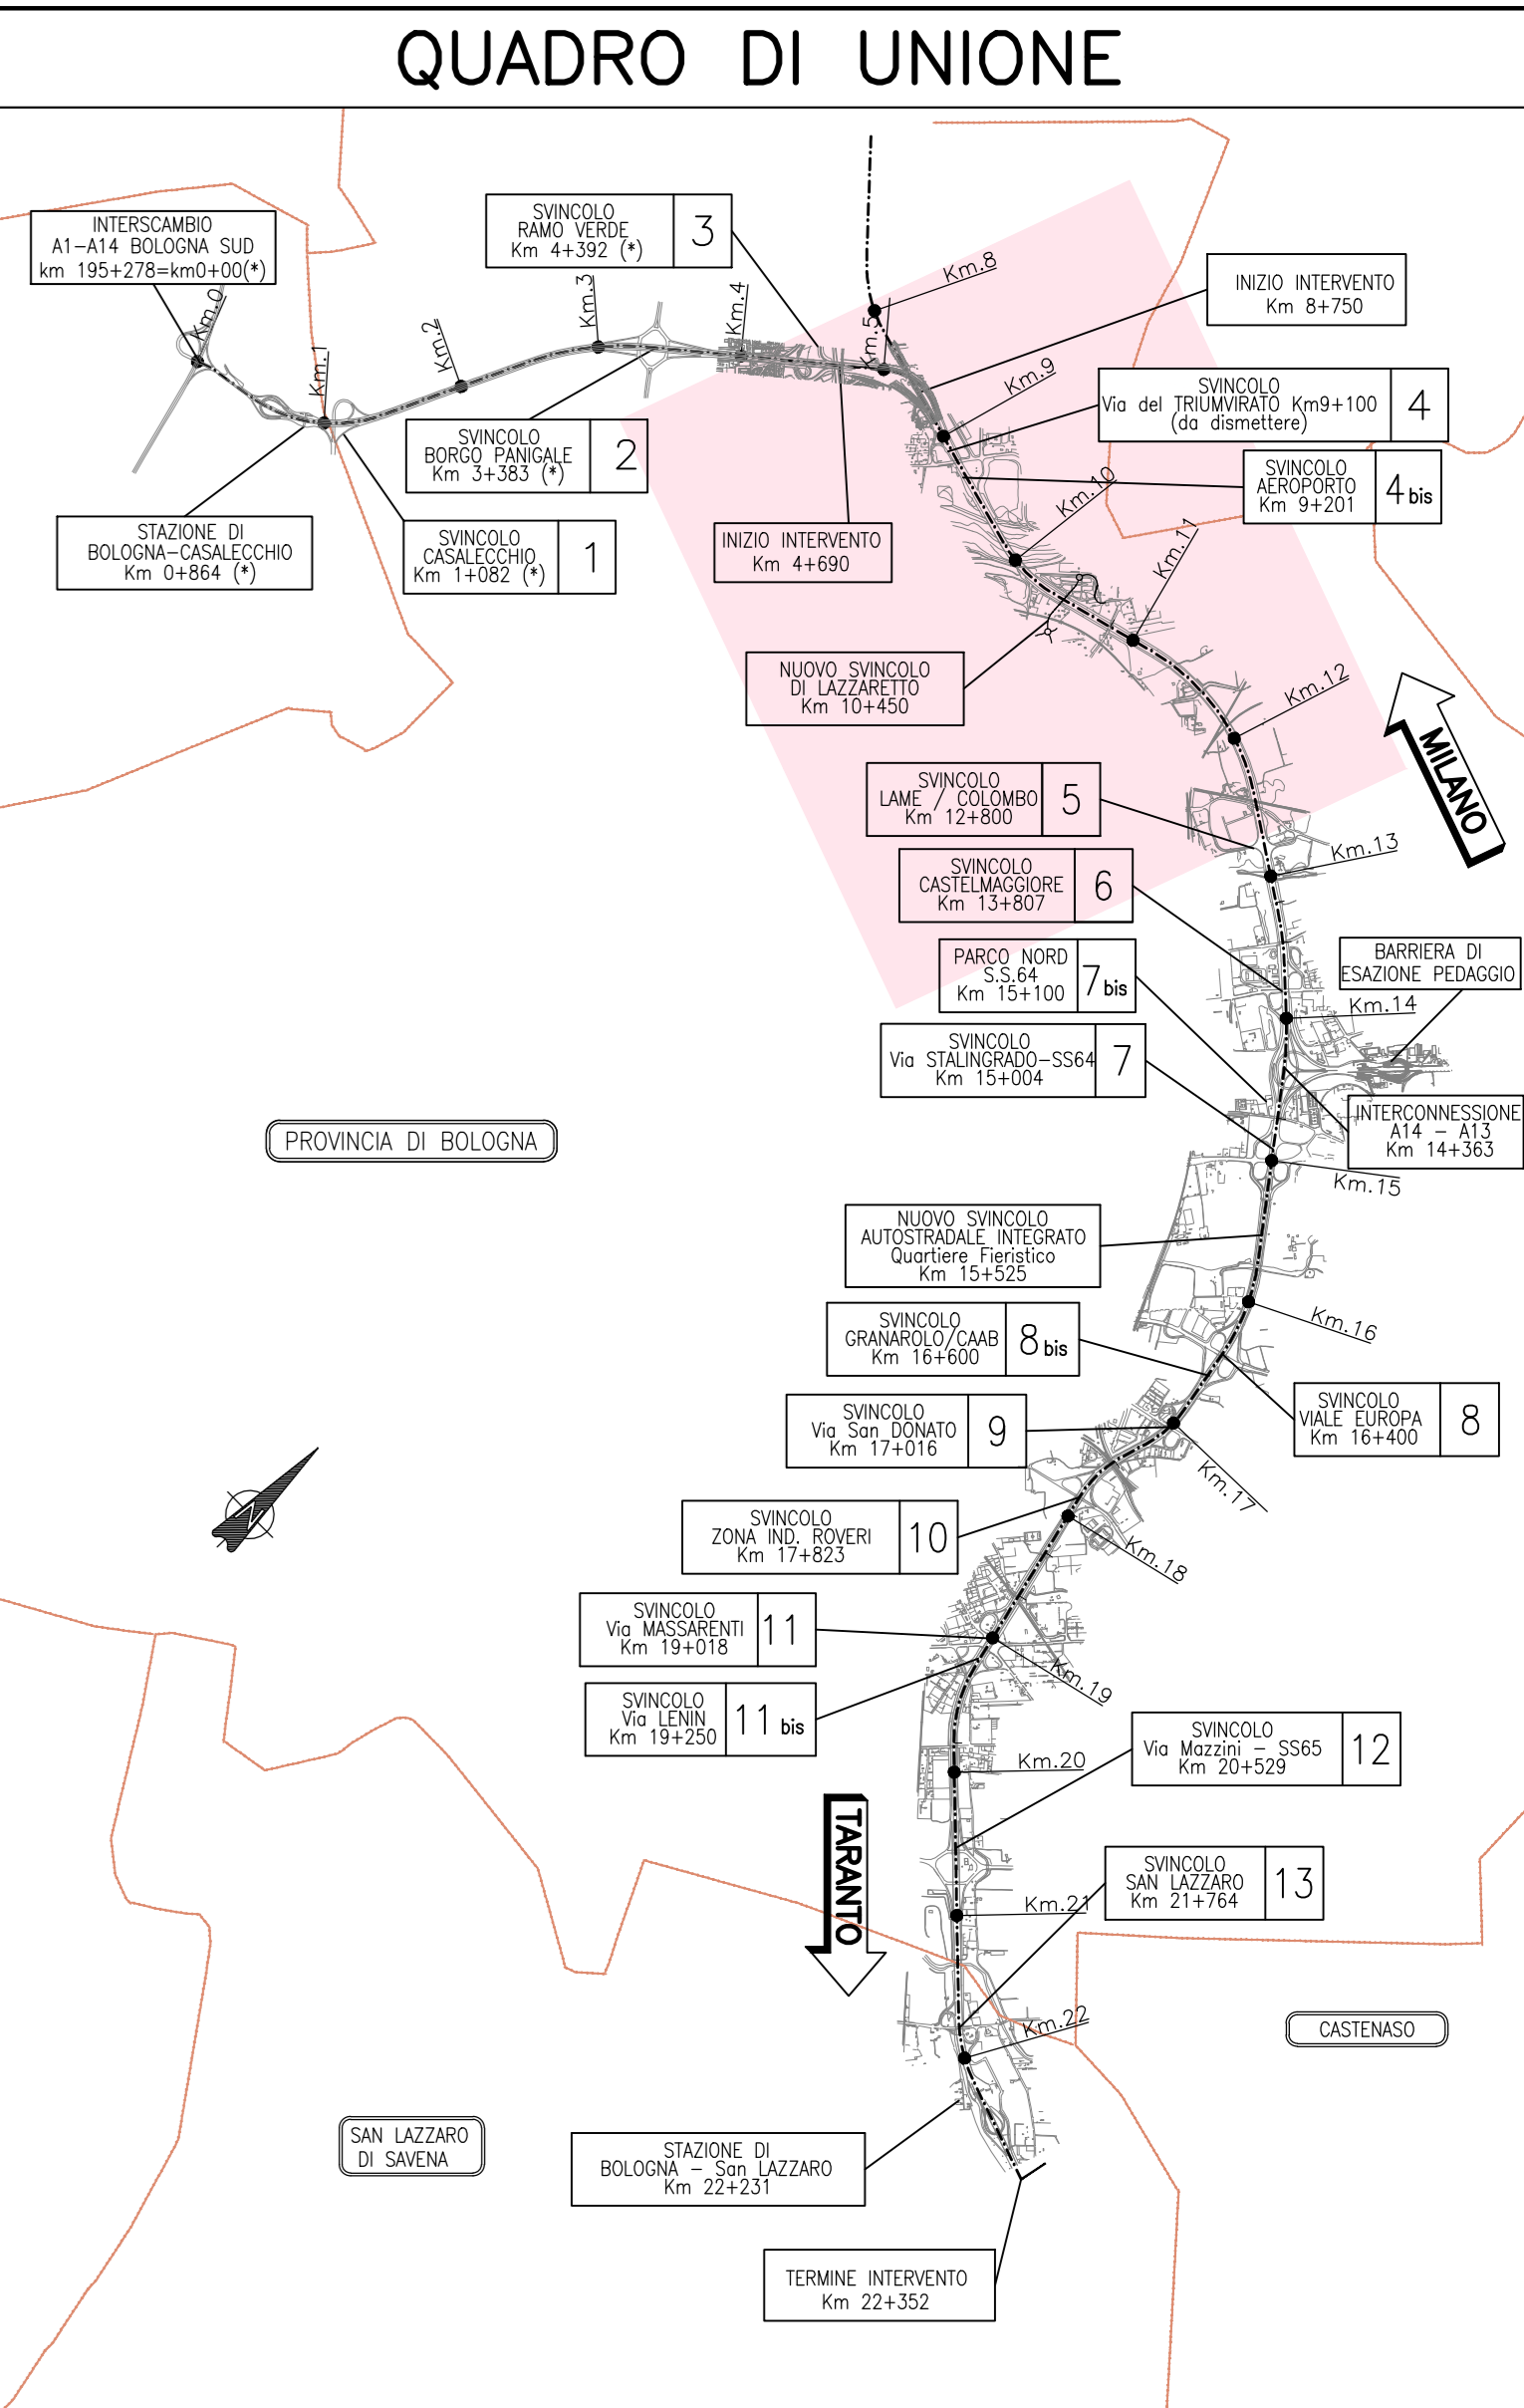 QUADRO DI UNIONE
INTERSCAMBIO
A1-A14 BOLOGNA SUD
km 195+278=km0+00(*)
SVINCOLO
RAMO VERDE
Km 4+392 (*)
3
INIZIO INTERVENTO
Km 8+750
Km.0
Km.1
Km.2
Km.3
Km.4
Km.5
Km.8
Km.9
SVINCOLO
Via del TRIUMVIRATO Km9+100
(da dismettere)
4
SVINCOLO
BORGO PANIGALE
Km 3+383 (*)
2
SVINCOLO
AEROPORTO
Km 9+201
4 bis
STAZIONE DI
BOLOGNA-CASALECCHIO
Km 0+864 (*)
SVINCOLO
CASALECCHIO
Km 1+082 (*)
1
INIZIO INTERVENTO
Km 4+690
Km.10
Km.11
NUOVO SVINCOLO
DI LAZZARETTO
Km 10+450
Km.12
MILANO
SVINCOLO
LAME / COLOMBO
Km 12+800
5
Km.13
SVINCOLO
CASTELMAGGIORE
Km 13+807
6
PARCO NORD
S.S.64
Km 15+100
7 bis
BARRIERA DI
ESAZIONE PEDAGGIO
Km.14
SVINCOLO
Via STALINGRADO-SS64
Km 15+004
7
INTERCONNESSIONE
A14 - A13
Km 14+363
PROVINCIA DI BOLOGNA
Km.15
NUOVO SVINCOLO
AUTOSTRADALE INTEGRATO
Quartiere Fieristico
Km 15+525
Km.16
SVINCOLO
GRANAROLO/CAAB
Km 16+600
8 bis
SVINCOLO
VIALE EUROPA
Km 16+400
8
SVINCOLO
Via San DONATO
Km 17+016
9
Km.17
N
SVINCOLO
ZONA IND. ROVERI
Km 17+823
10
Km.18
SVINCOLO
Via MASSARENTI
Km 19+018
11
Km.19
SVINCOLO
Via LENIN
Km 19+250
11 bis
SVINCOLO
Via Mazzini - SS65
Km 20+529
12
Km.20
TARANTO
SVINCOLO
SAN LAZZARO
Km 21+764
13
Km.21
Km.22
CASTENASO
SAN LAZZARO
DI SAVENA
STAZIONE DI
BOLOGNA - San LAZZARO
Km 22+231
TERMINE INTERVENTO
Km 22+352